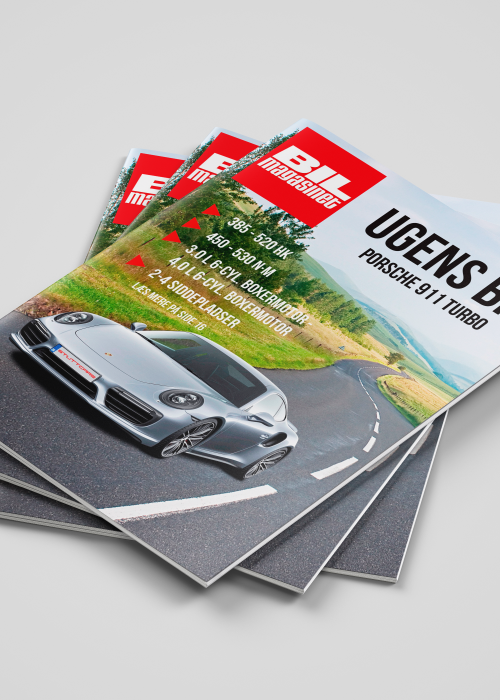 BIL
magasinet
UGENS
PORSCHE 911 TURBO
385 - 520 HK
450 - 530 N·M
3.0 L 6-CYL. BOXERMOTOR
4.0 L 6-CYL. BOXERMOTOR
2-4 SIDDEPLADSER
LÆS MERE PÅ SIDE 16